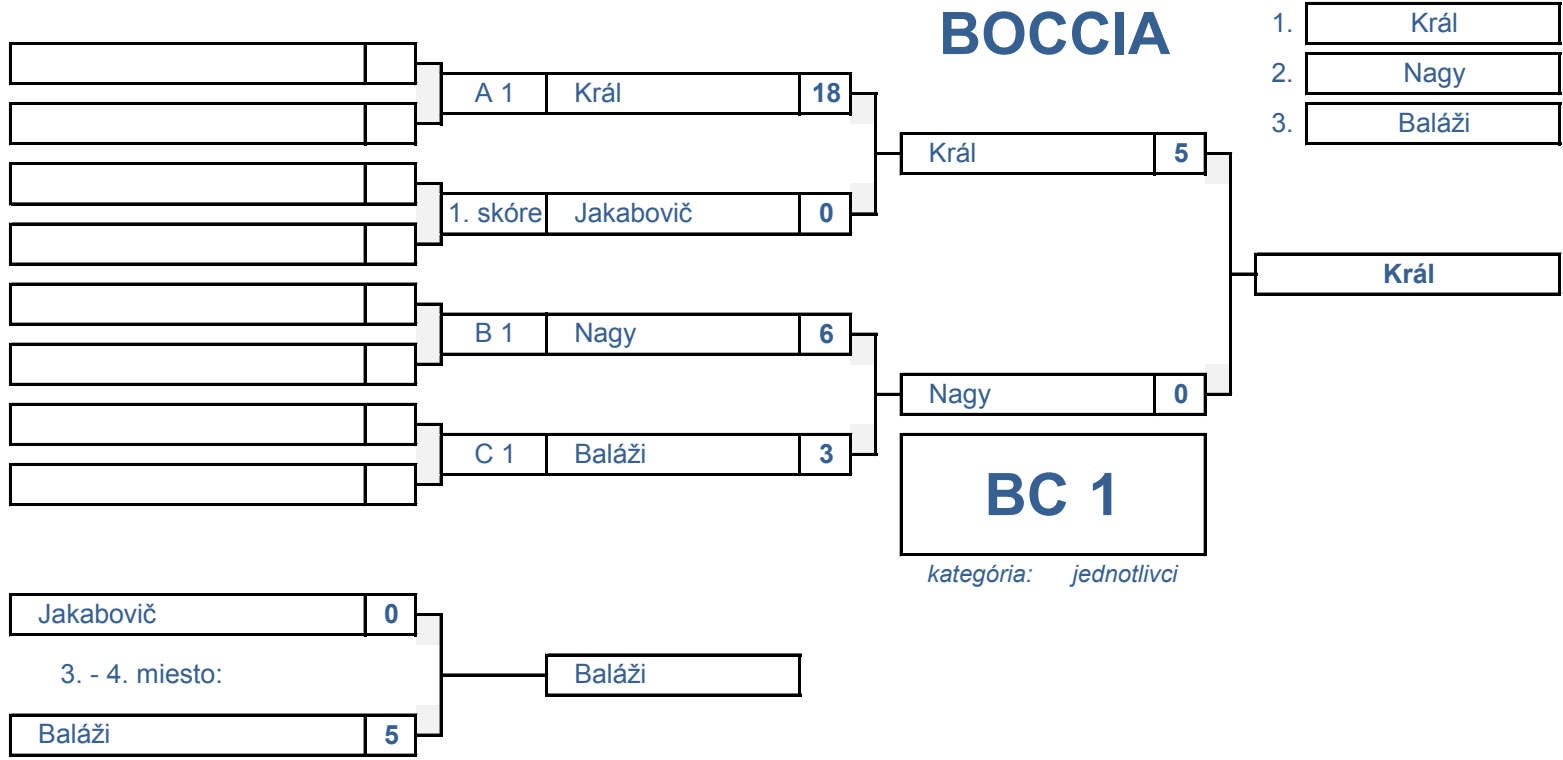 BOCCIA
1. Král
2. Nagy
3. Baláži
A 1 Král 18
Král 5
1. skóre Jakabovič 0
Král
B 1 Nagy 6
Nagy 0
C 1 Baláži 3
BC 1
kategória: jednotlivci
Jakabovič 0
3. - 4. miesto:
Baláži
Baláži 5